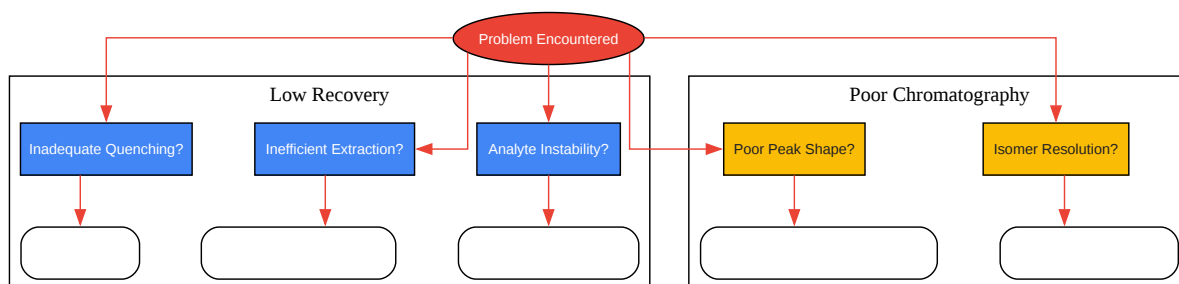 Problem Encountered
Low Recovery
Poor Chromatography
Inadequate Quenching?
Inefficient Extraction?
Analyte Instability?
Poor Peak Shape?
Isomer Resolution?